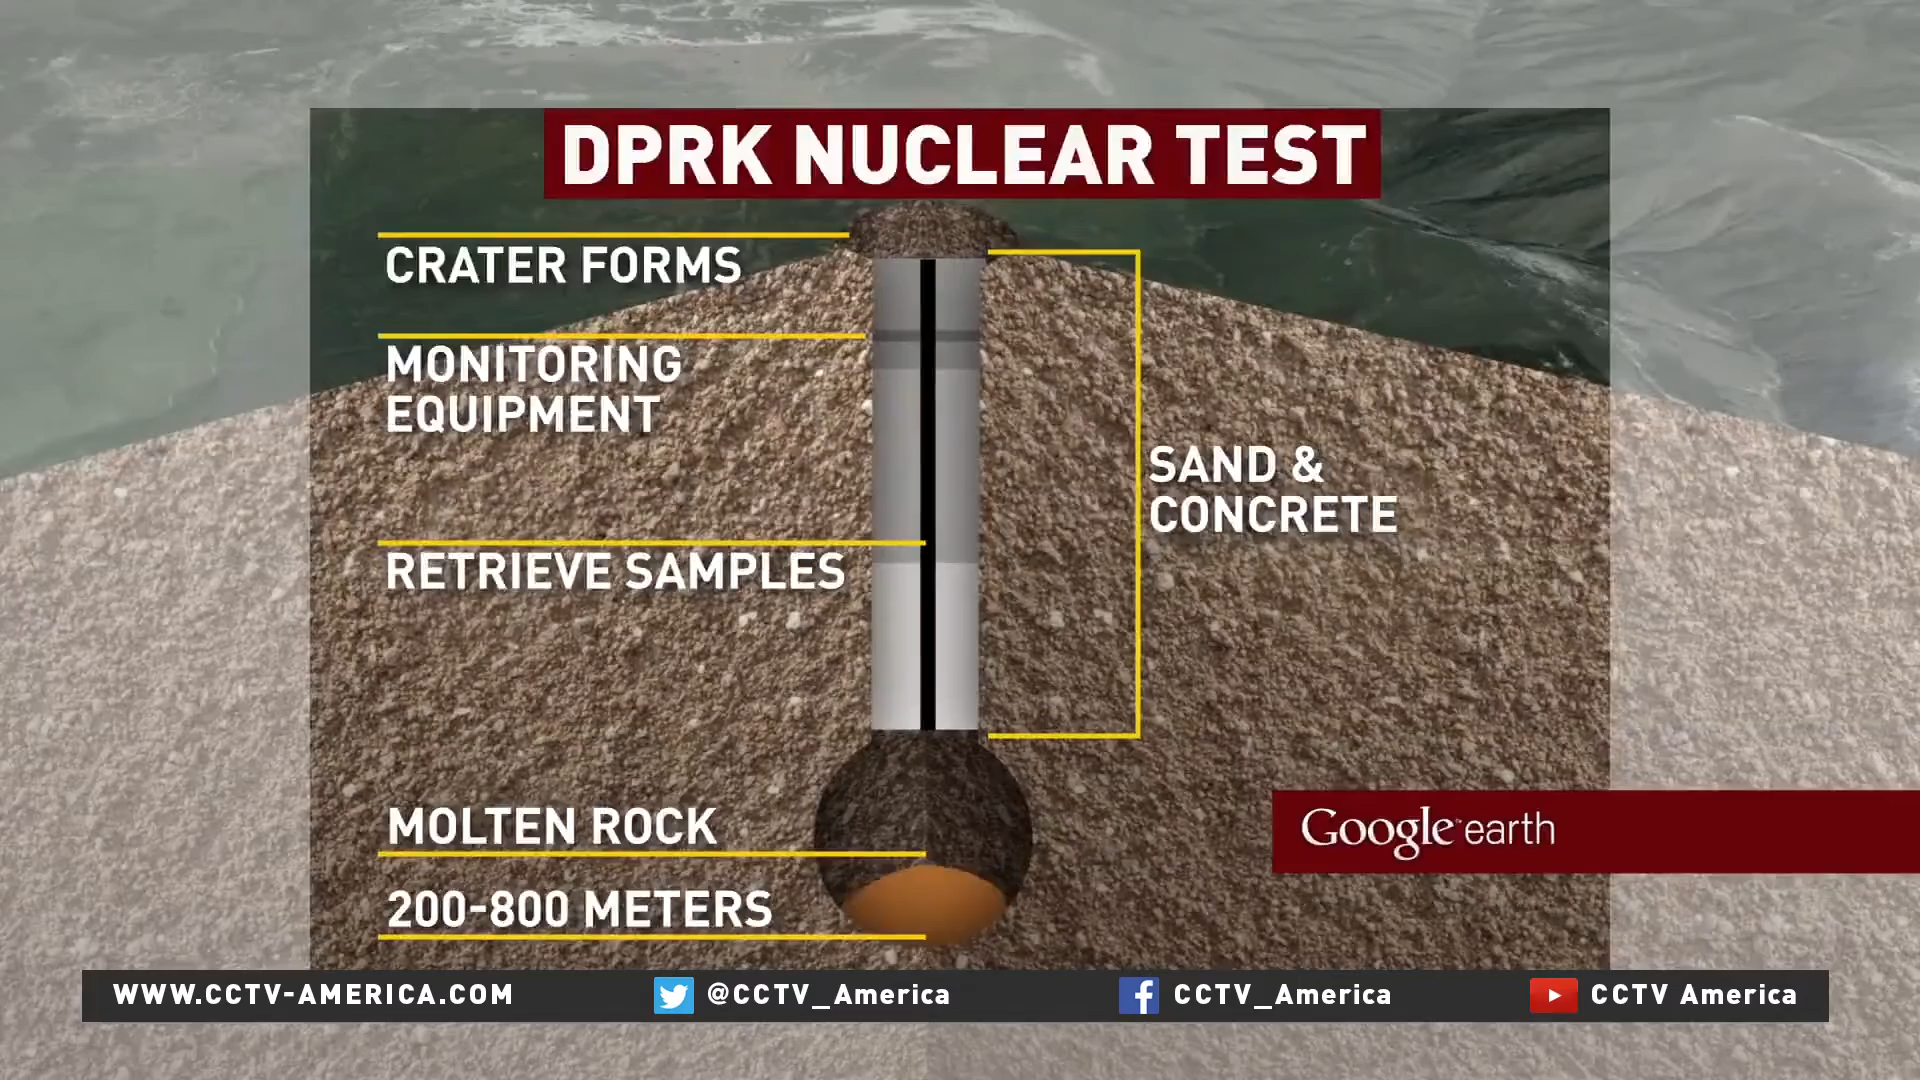 DPRK NUCLEAR TEST
CRATER FORMS
MONITORING
EQUIPMENT
SAND &
CONCRETE
RETRIEVE SAMPLES
MOLTEN ROCK
200-800 METERS
Google™ earth
WWW.CCTV-AMERICA.COM
@CCTV_America
CCTV_America
CCTV America